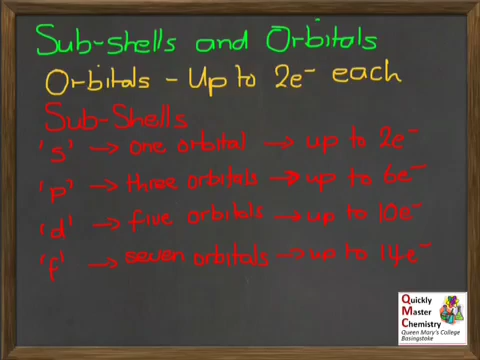 Sub-shells and Orbitals
Orbitals - Up to 2e⁻ each
Sub-Shells
's' → one orbital → up to 2e⁻
'p' → three orbitals → up to 6e⁻
'd' → five orbitals → up to 10e⁻
'f' → seven orbitals → up to 14e⁻
Quickly
Master
Chemistry
Queen Mary's College
Basingstoke